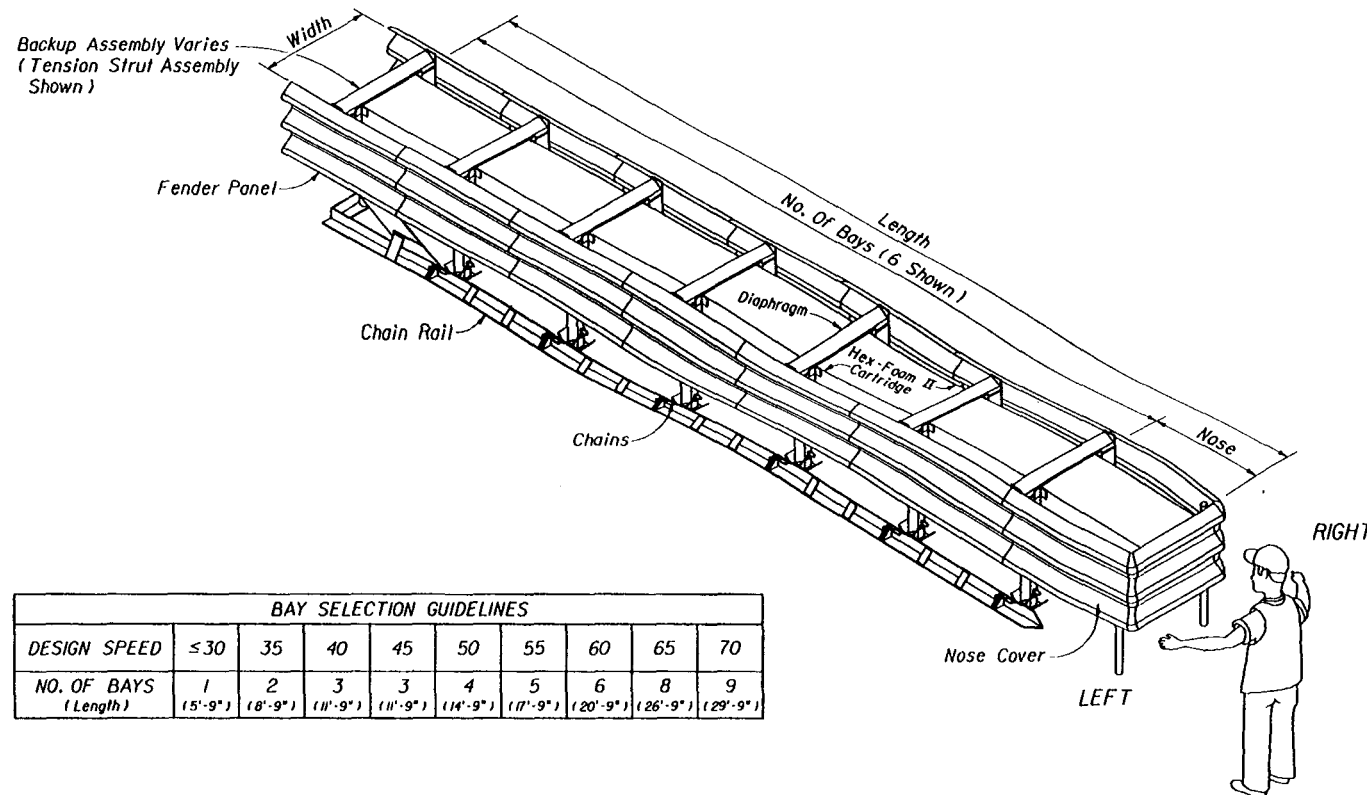 Width
Backup Assembly Varies
(Tension Strut Assembly
Shown)
Fender Panel
Length
No. Of Bays (6 Shown)
Diaphragm
Hex-Foam II
Cartridge
Chain Rail
Chains
Nose
RIGHT
Nose Cover
LEFT
BAY SELECTION GUIDELINES
DESIGN SPEED ≤30 35 40 45 50 55 60 65 70
NO. OF BAYS 1 2 3 3 4 5 6 8 9
(Length) (5'-9") (8'-9") (11'-9") (11'-9") (14'-9") (17'-9") (20'-9") (26'-9") (29'-9")